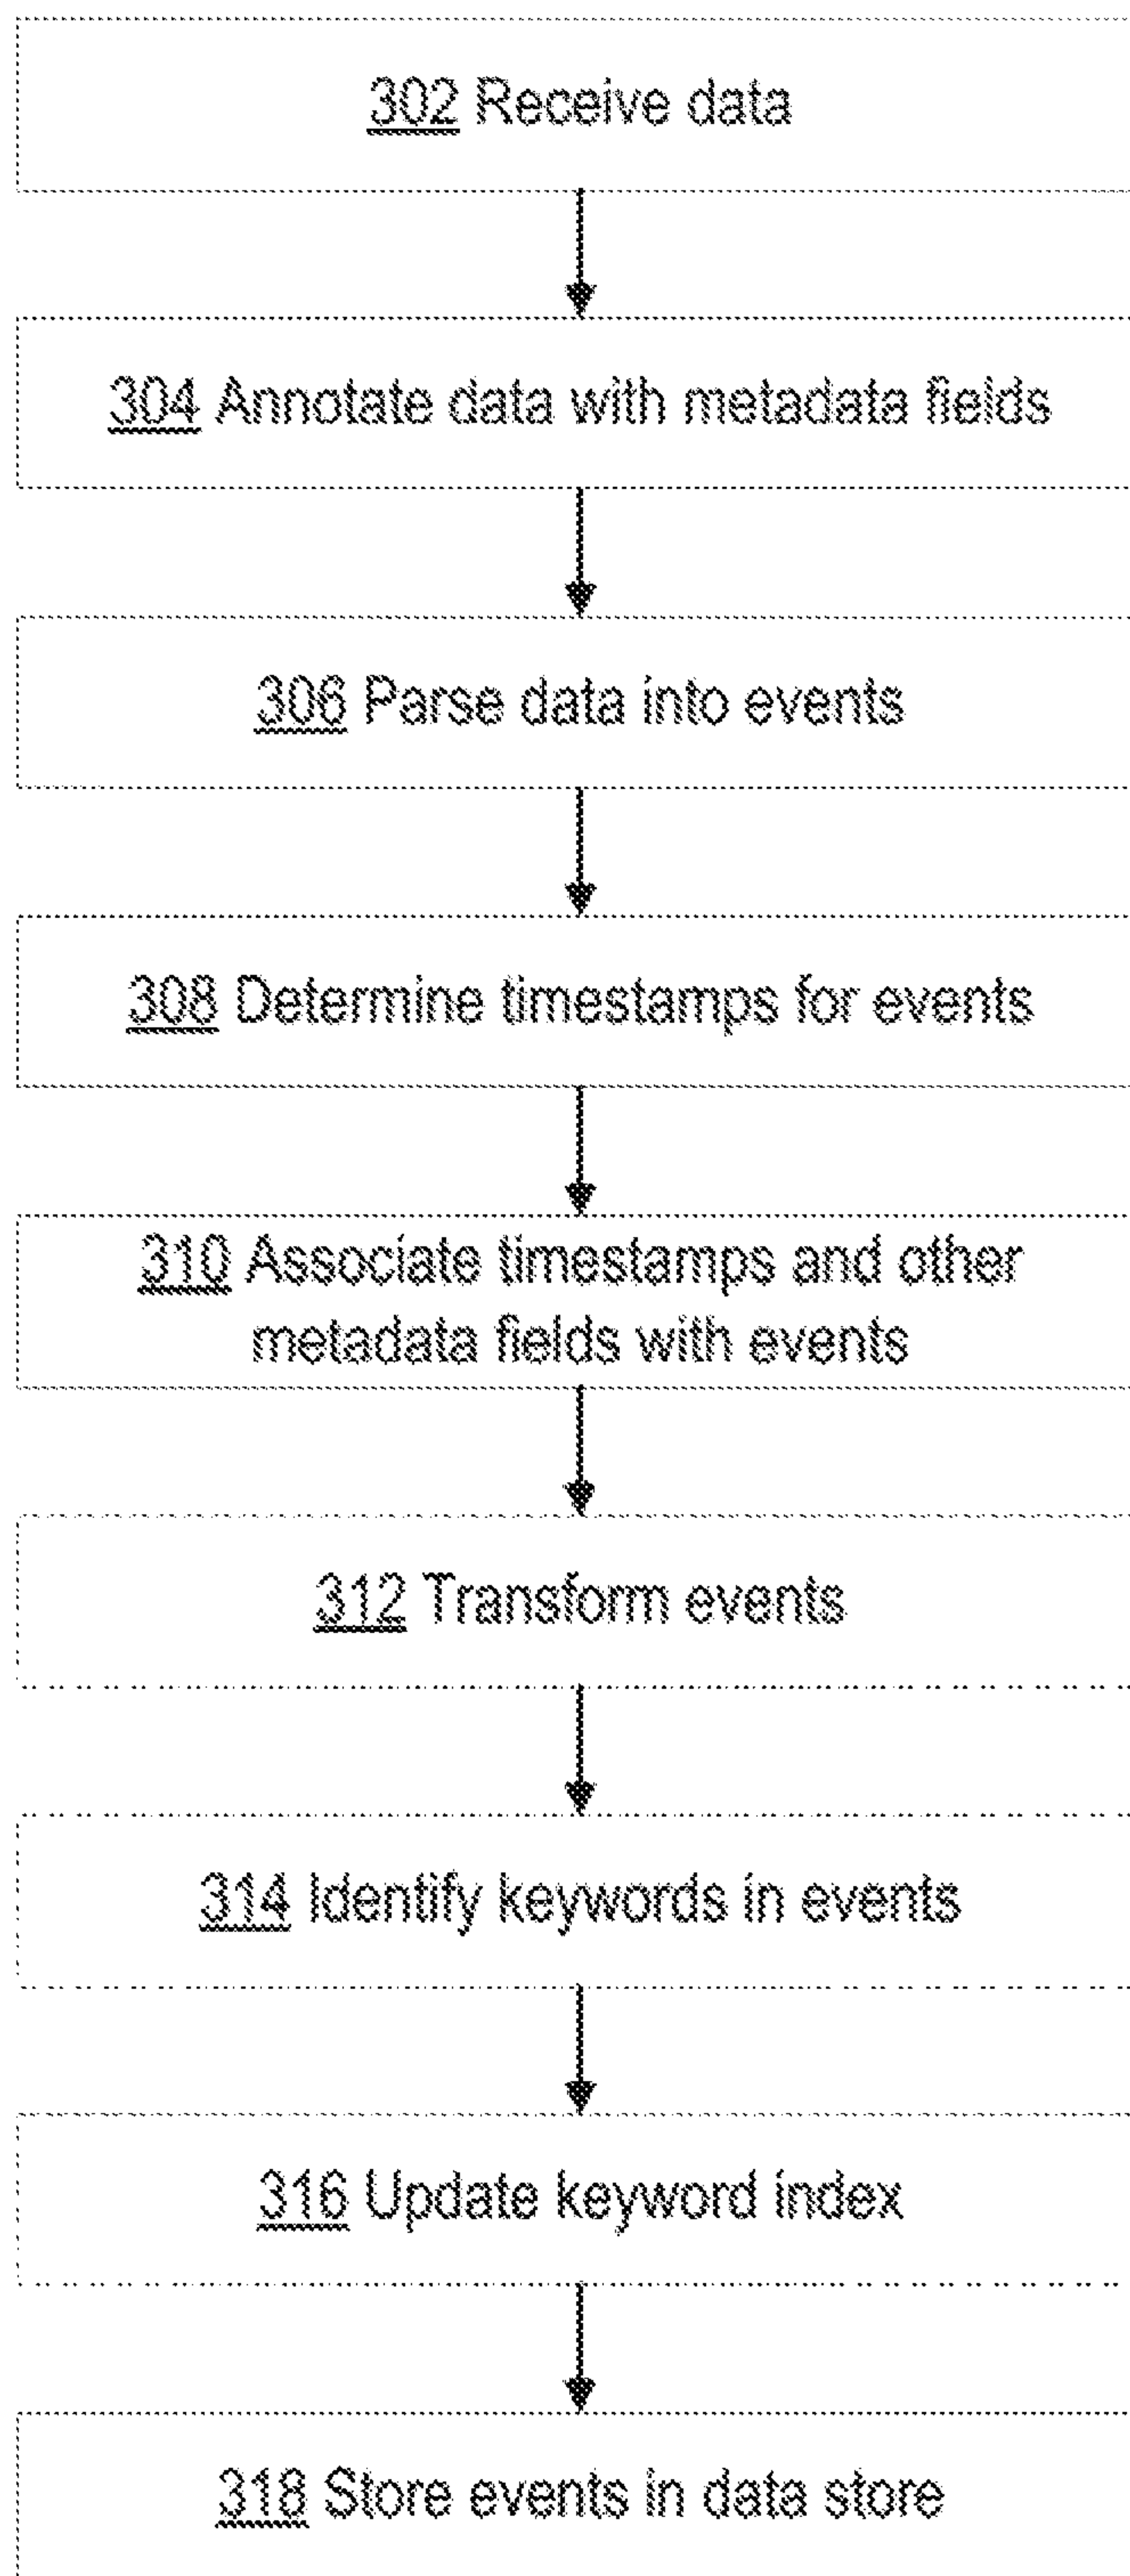 302 Receive data
304 Annotate data with metadata fields
306 Parse data into events
308 Determine timestamps for events
310 Associate timestamps and other
metadata fields with events
312 Transform events
314 Identify keywords in events
316 Update keyword index
318 Store events in data store